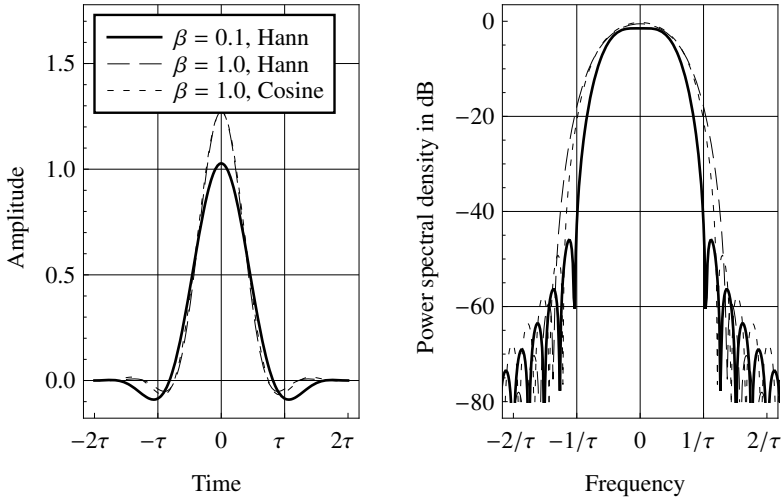 β = 0.1, Hann
β = 1.0, Hann
β = 1.0, Cosine
1.5
1.0
0.5
0.0
Amplitude
−2τ −τ 0 τ 2τ
Time
0
−20
−40
−60
−80
Power spectral density in dB
−2/τ −1/τ 0 1/τ 2/τ
Frequency